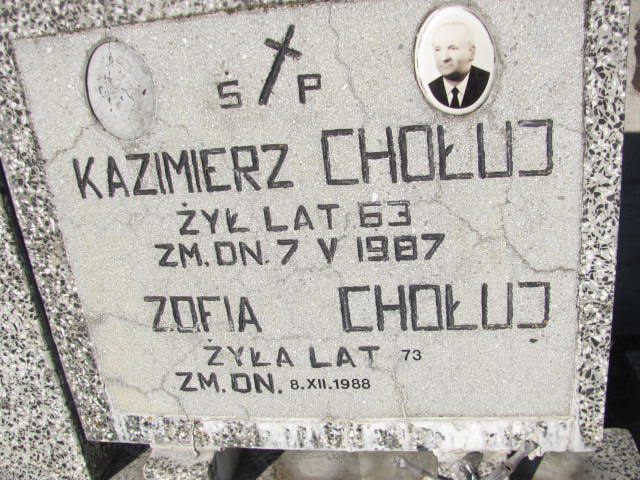 Ś P
KAZIMIERZ CHOŁUJ
ŻYŁ LAT 63
ZM. DN. 7 V 1987
ZOFIA CHOŁUJ
ŻYŁA LAT 73
ZM. DN. 8.XII.1988